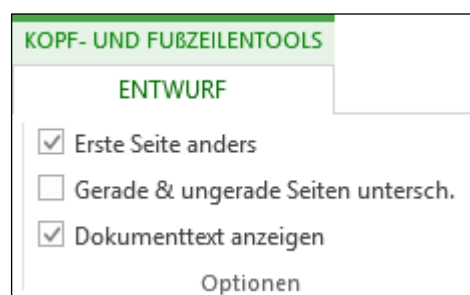 KOPF- UND FUßZEILENTOOLS
ENTWURF
Erste Seite anders
Gerade & ungerade Seiten untersch.
Dokumenttext anzeigen
Optionen